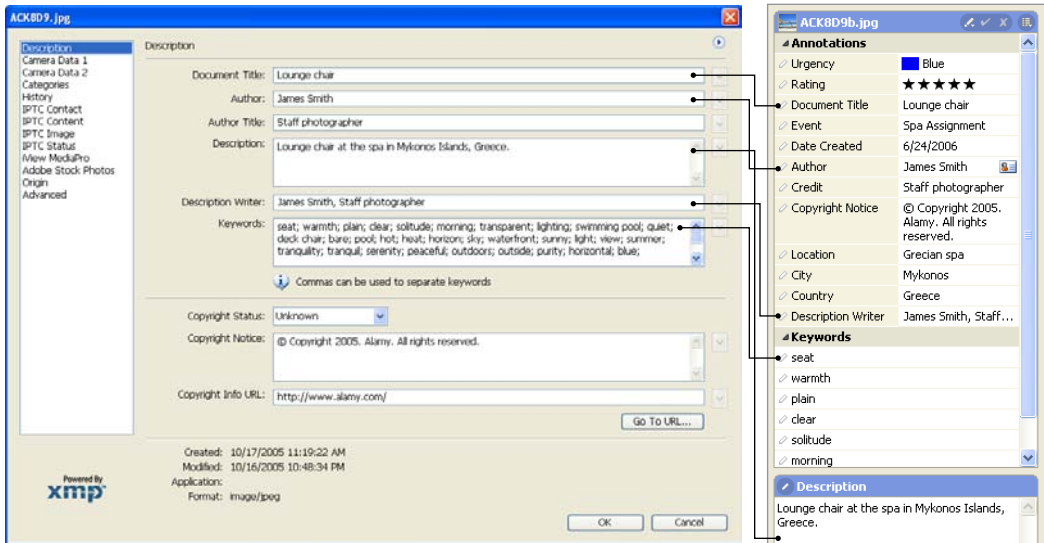 ACK8D9.jpg
Description
Camera Data 1
Camera Data 2
Categories
History
IPTC Contact
IPTC Content
IPTC Image
IPTC Status
iView MediaPro
Adobe Stock Photos
Origin
Advanced
Powered By
xmp
Description
Document Title: Lounge chair
Author: James Smith
Author Title: Staff photographer
Description: Lounge chair at the spa in Mykonos Islands, Greece.
Description Writer: James Smith, Staff photographer
Keywords: seat; warmth; plain; clear; solitude; morning; transparent; lighting; swimming pool; quiet;
deck chair; bare; pool; hot; heat; horizon; sky; waterfront; sunny; light; view; summer;
tranquility; tranquil; serenity; peaceful; outdoors; outside; purity; horizontal; blue;
Commas can be used to separate keywords
Copyright Status: Unknown
Copyright Notice: © Copyright 2005. Alamy. All rights reserved.
Copyright Info URL: http://www.alamy.com/
Go To URL...
Created: 10/17/2005 11:19:22 AM
Modified: 10/16/2005 10:48:34 PM
Application:
Format: image/jpeg
OK Cancel
ACK8D9b.jpg
Annotations
Urgency Blue
Rating ★★★★★
Document Title Lounge chair
Event Spa Assignment
Date Created 6/24/2006
Author James Smith
Credit Staff photographer
Copyright Notice © Copyright 2005.
Alamy. All rights
reserved.
Location Grecian spa
City Mykonos
Country Greece
Description Writer James Smith, Staff...
Keywords
seat
warmth
plain
clear
solitude
morning
Description
Lounge chair at the spa in Mykonos Islands,
Greece.